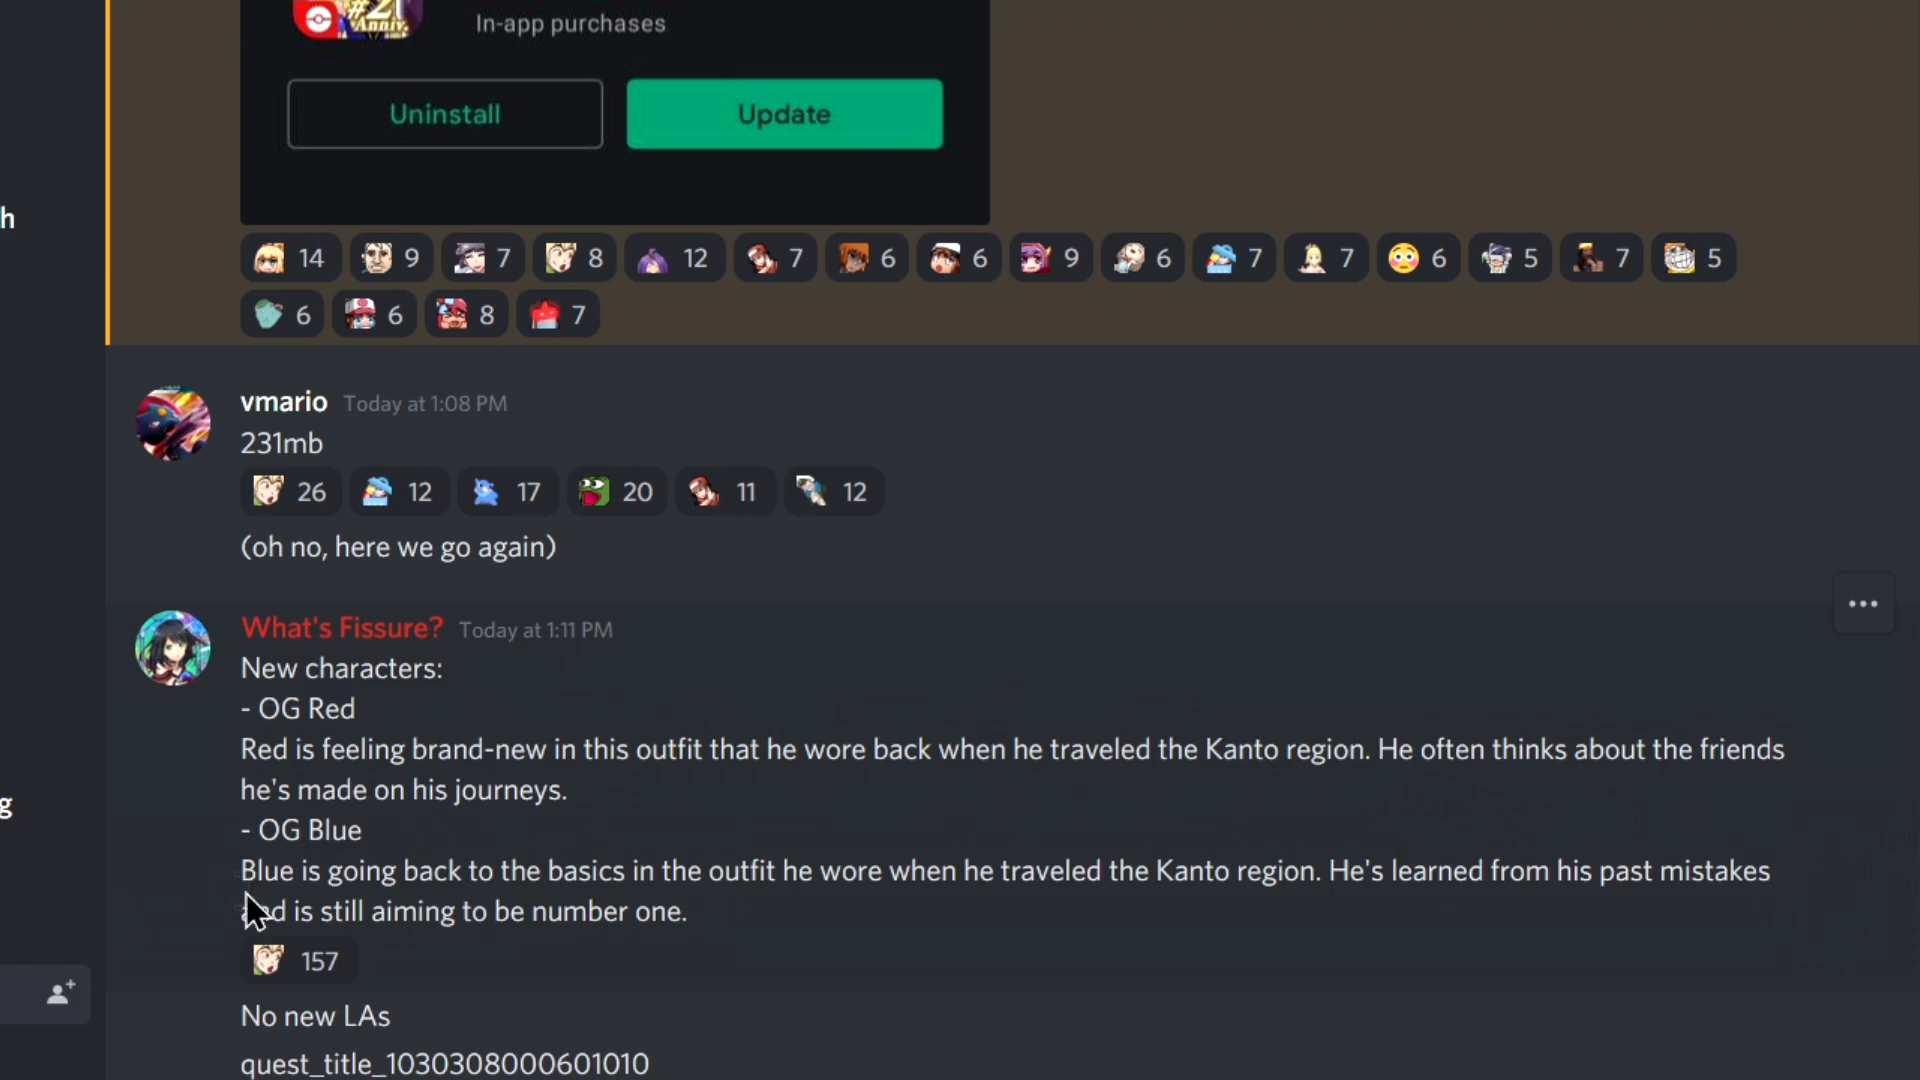 #2
Anniv.
In-app purchases
Uninstall
Update
14 9 7 8 12 7 6 6 9 6 7 7 6 5 7 5
h
6 6 8 7
vmario Today at 1:08 PM
231mb
26 12 17 20 11 12
(oh no, here we go again)
What's Fissure? Today at 1:11 PM
New characters:
- OG Red
Red is feeling brand-new in this outfit that he wore back when he traveled the Kanto region. He often thinks about the friends
he's made on his journeys.
g
- OG Blue
Blue is going back to the basics in the outfit he wore when he traveled the Kanto region. He's learned from his past mistakes
and is still aiming to be number one.
157
No new LAs
quest_title_1030308000601010